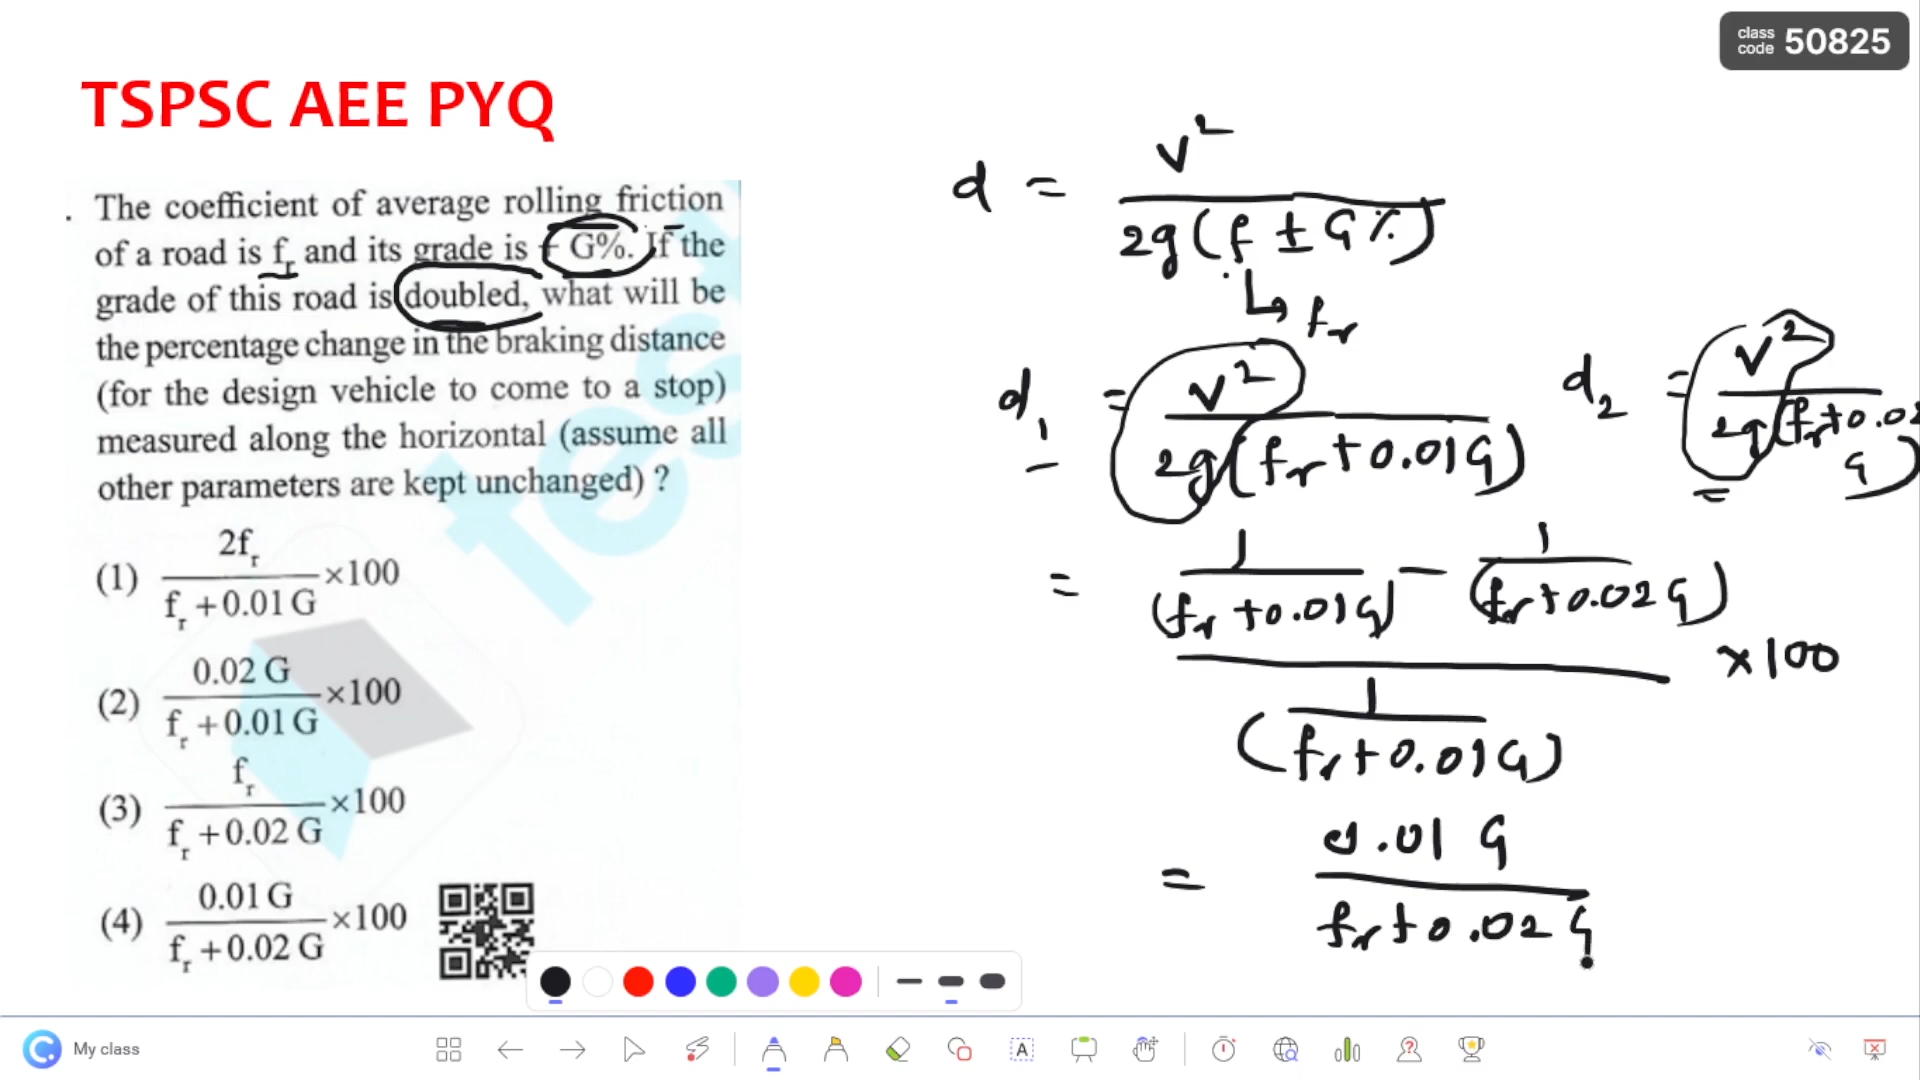 class code 50825
TSPSC AEE PYQ
. The coefficient of average rolling friction
of a road is fᵣ and its grade is + G%. If the
grade of this road is doubled, what will be
the percentage change in the braking distance
(for the design vehicle to come to a stop)
measured along the horizontal (assume all
other parameters are kept unchanged) ?
(1) 2fᵣ / fᵣ +0.01 G ×100
(2) 0.02 G / fᵣ +0.01 G ×100
(3) fᵣ / fᵣ +0.02 G ×100
(4) 0.01 G / fᵣ +0.02 G ×100
d = V² / 2g(f ± G%)
↳ fᵣ
d₁ = V² / 2g(fᵣ+0.01G)
d₂ = V² / 2g(fᵣ+0.02 G)
= (1/(fᵣ+0.01G) − 1/(fᵣ+0.02G)) / (1/(fᵣ+0.01G)) ×100
= 0.01 G / fᵣ+0.02 G
My class